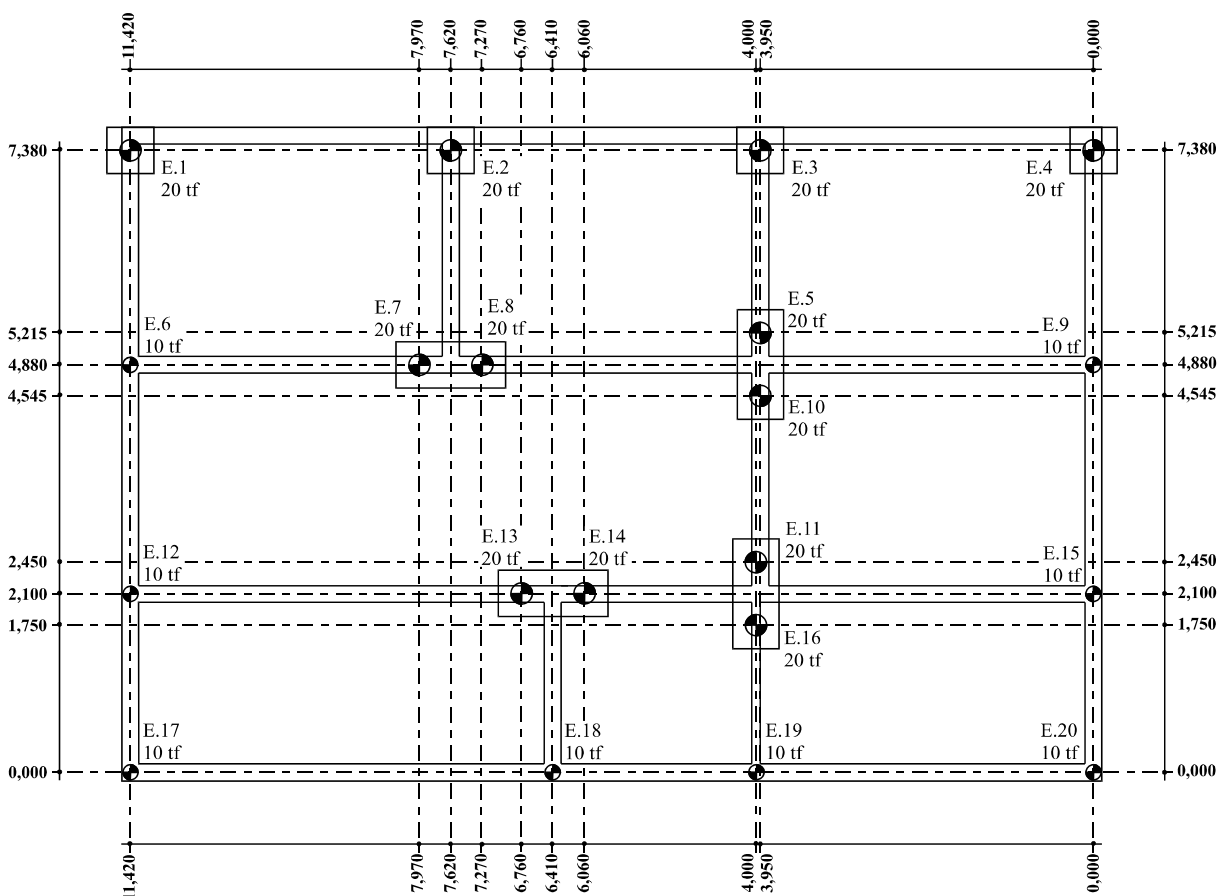 11,420
7,970
7,620
7,270
6,760
6,410
6,060
4,000
3,950
0,000
7,380
7,380
E.1
20 tf
E.2
20 tf
E.3
20 tf
E.4
20 tf
E.5
20 tf
5,215
5,215
E.6
10 tf
E.7
20 tf
E.8
20 tf
E.9
10 tf
4,880
4,880
4,545
4,545
E.10
20 tf
E.11
20 tf
2,450
2,450
E.12
10 tf
E.13
20 tf
E.14
20 tf
E.15
10 tf
2,100
2,100
1,750
1,750
E.16
20 tf
E.17
10 tf
E.18
10 tf
E.19
10 tf
E.20
10 tf
0,000
0,000
11,420
7,970
7,620
7,270
6,760
6,410
6,060
4,000
3,950
0,000